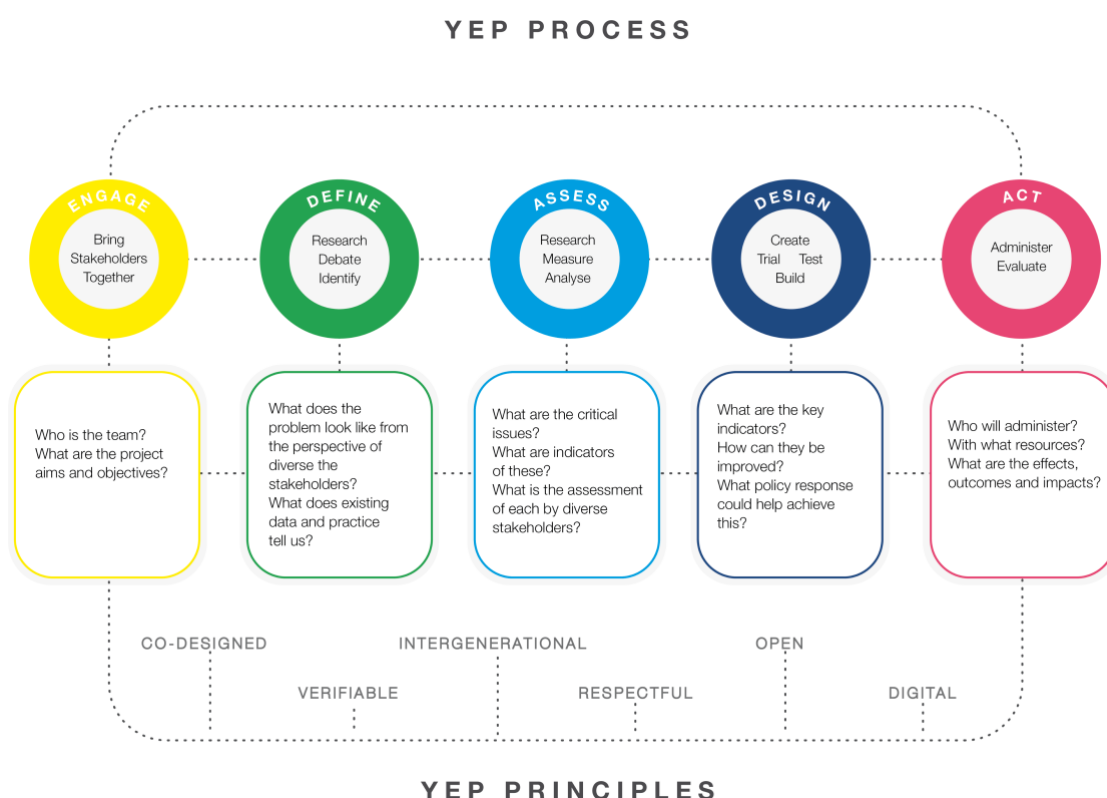 YEP PROCESS
ENGAGE
Bring
Stakeholders
Together
DEFINE
Research
Debate
Identify
ASSESS
Research
Measure
Analyse
DESIGN
Create
Trial Test
Build
ACT
Administer
Evaluate
Who is the team?
What are the project
aims and objectives?
What does the
problem look like from
the perspective of
diverse the
stakeholders?
What does existing
data and practice
tell us?
What are the critical
issues?
What are indicators
of these?
What is the assessment
of each by diverse
stakeholders?
What are the key
indicators?
How can they be
improved?
What policy response
could help achieve
this?
Who will administer?
With what resources?
What are the effects,
outcomes and impacts?
CO-DESIGNED
INTERGENERATIONAL
OPEN
VERIFIABLE
RESPECTFUL
DIGITAL
YEP PRINCIPLES